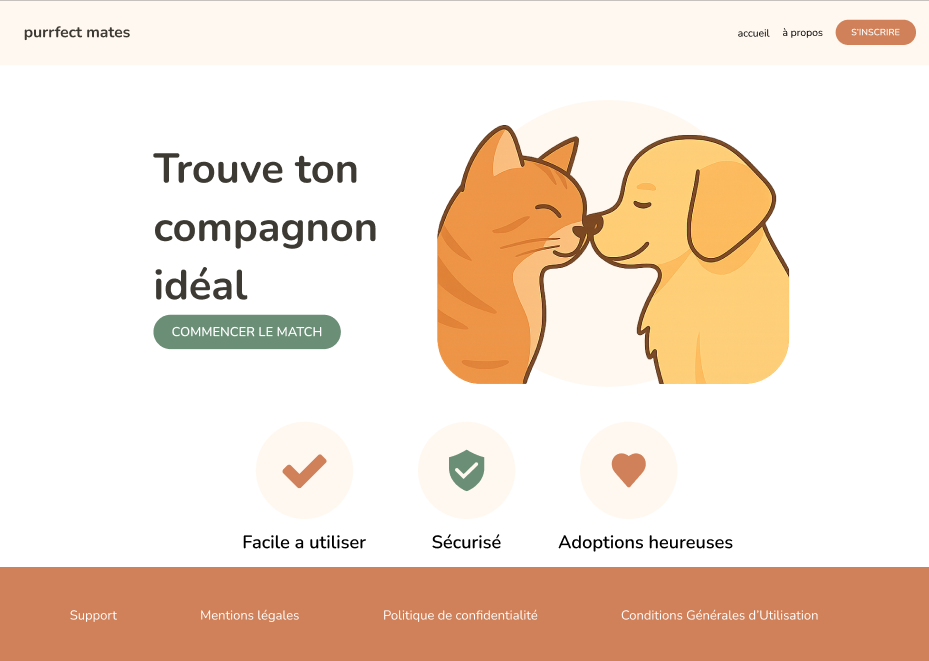 purrfect mates
accueil à propos S'INSCRIRE
Trouve ton
compagnon
idéal
COMMENCER LE MATCH
Facile a utiliser Sécurisé Adoptions heureuses
Support Mentions légales Politique de confidentialité Conditions Générales d'Utilisation